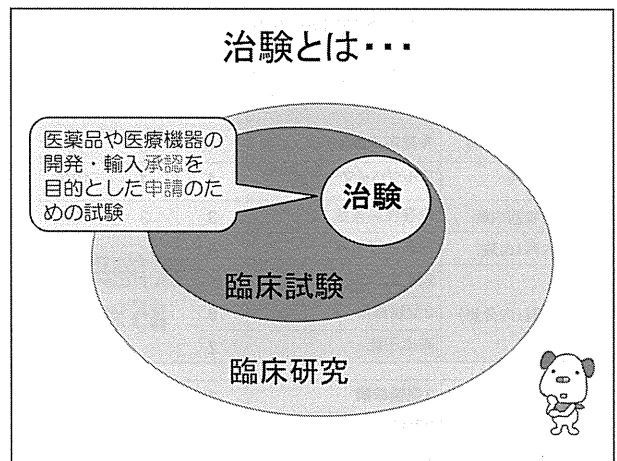 治験とは・・・
医薬品や医療機器の
開発・輸入承認を
目的とした申請のた
めの試験
治験
臨床試験
臨床研究